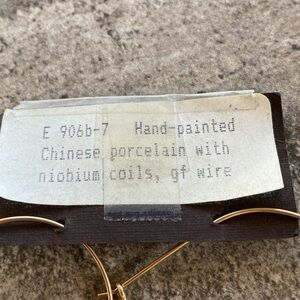 E 906b-7 Hand-painted
Chinese porcelain with
niobium coils, gf wire